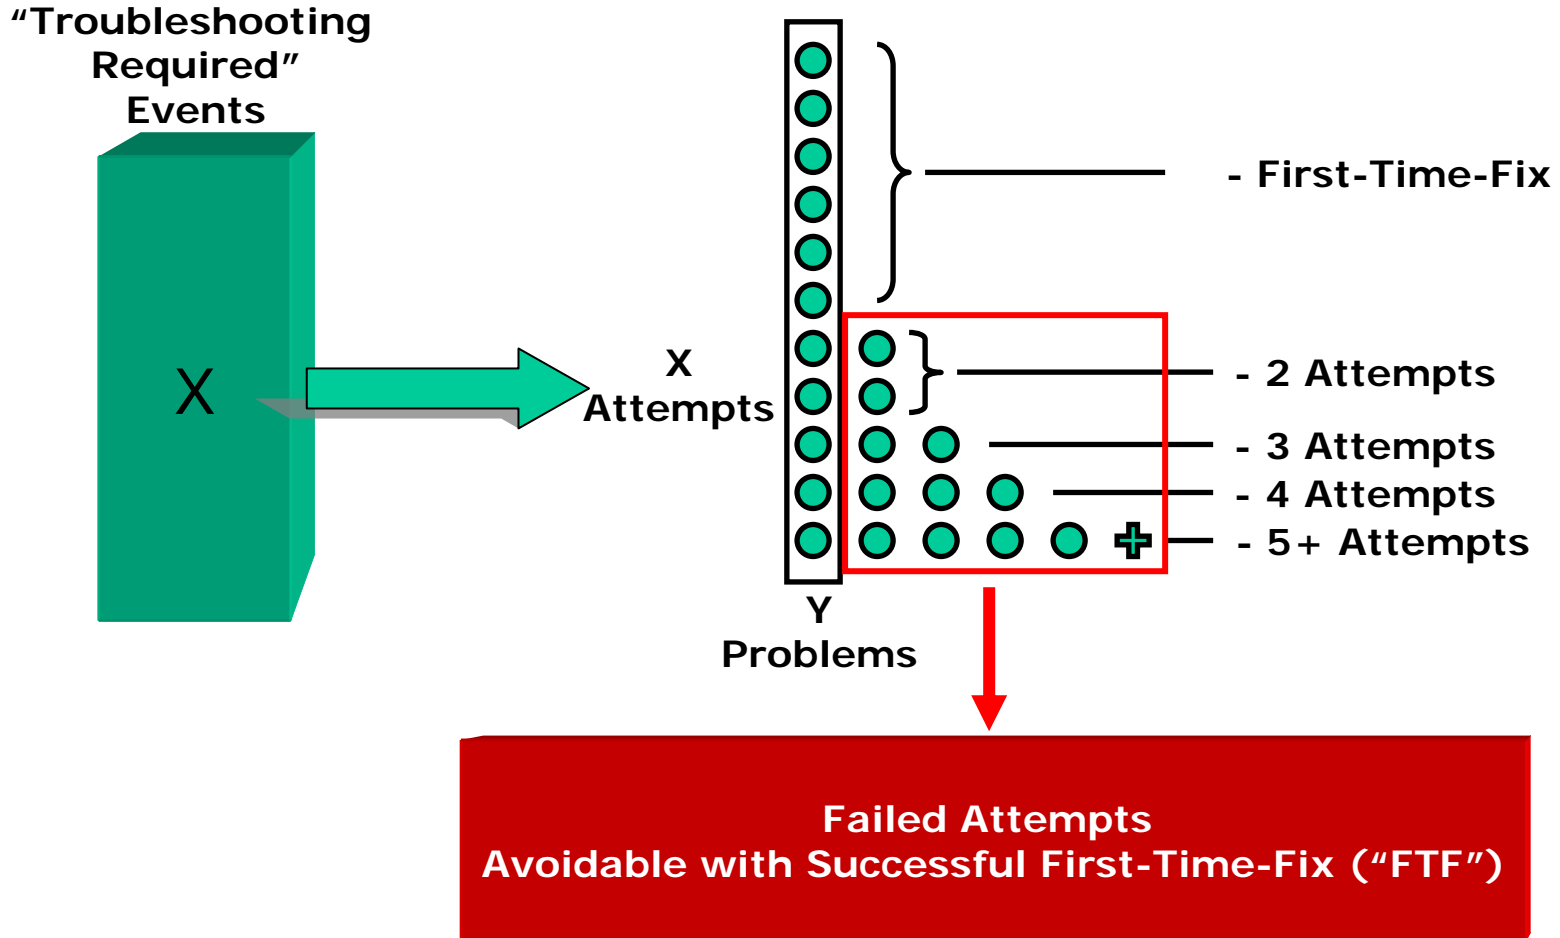 “Troubleshooting
Required”
Events
X
X
Attempts
- First-Time-Fix
- 2 Attempts
- 3 Attempts
- 4 Attempts
- 5+ Attempts
Y
Problems
Failed Attempts
Avoidable with Successful First-Time-Fix (“FTF”)